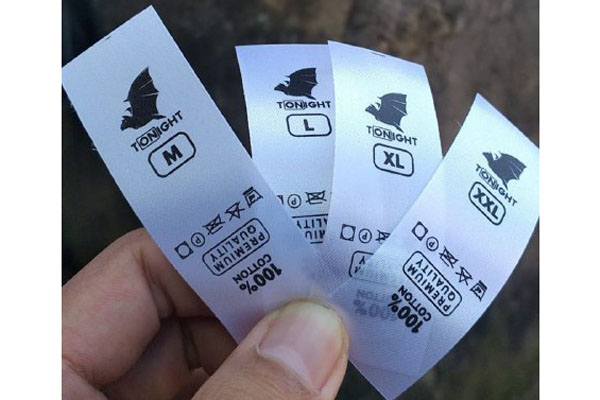 TONIGHT
M
P
PREMIUM
QUALITY
100%
COTTON
TONIGHT
L
TONIGHT
XL
P
TONIGHT
XXL
P
PREMIUM
QUALITY
100%
COTTON